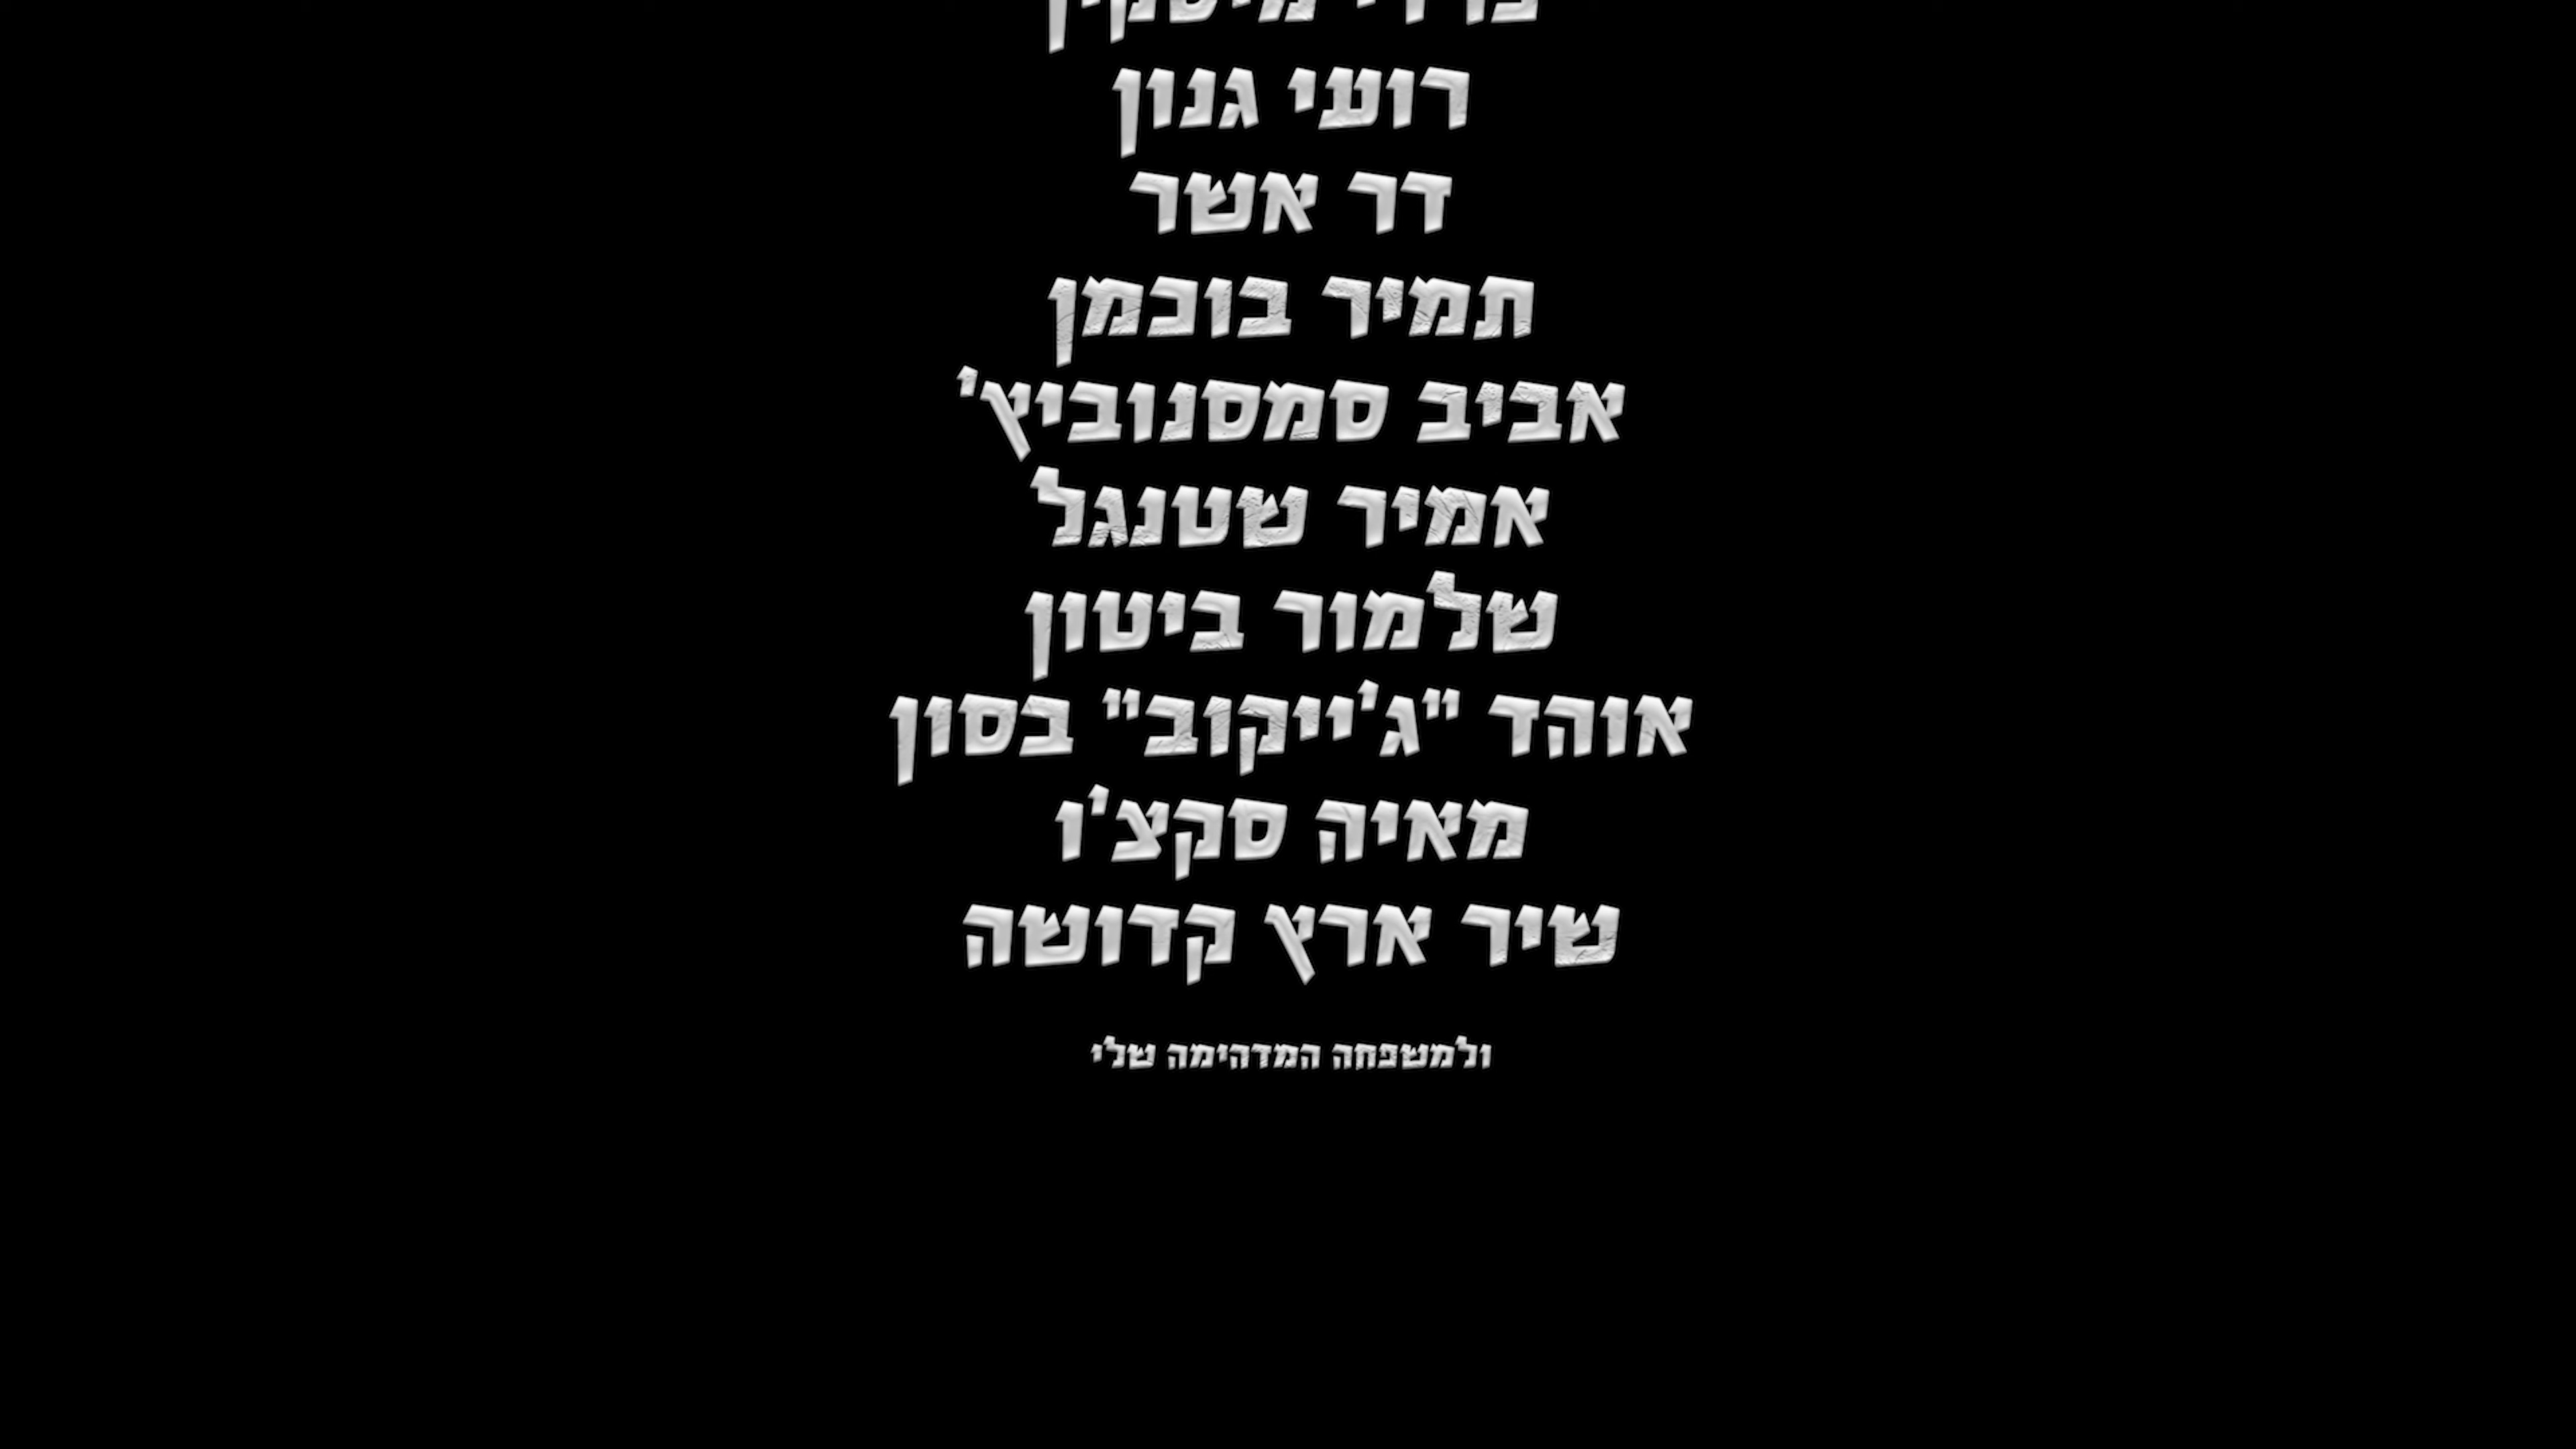 רועי גנון
דר אשר
תמיר בוכמן
אביב סמסנוביץ'
אמיר שטנגל
שלמור ביטון
אוהד "ג'ייקוב" בסון
מאיה סקצ'ו
שיר ארץ קדושה
ולמשפחה המדהימה שלי